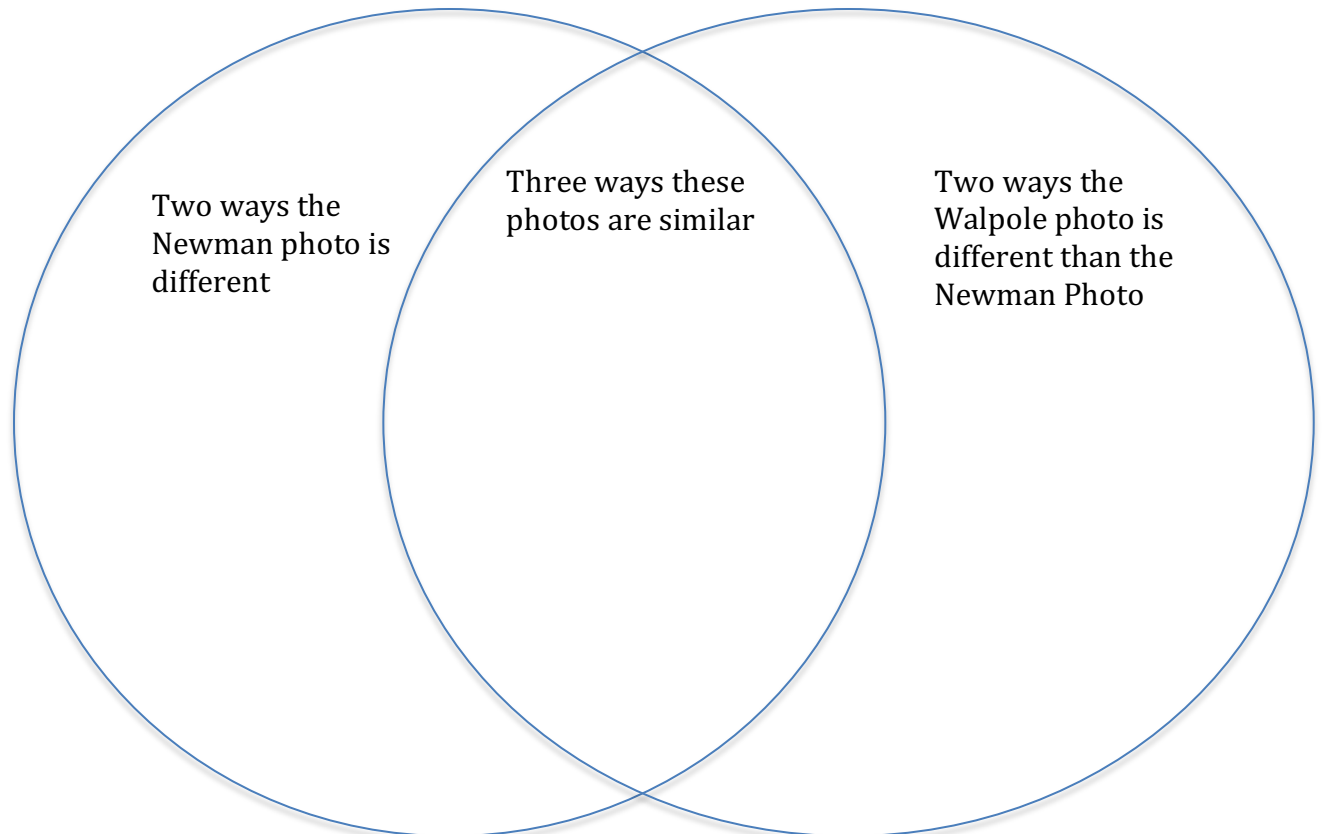 Two ways the
Newman photo is
different
Three ways these
photos are similar
Two ways the
Walpole photo is
different than the
Newman Photo